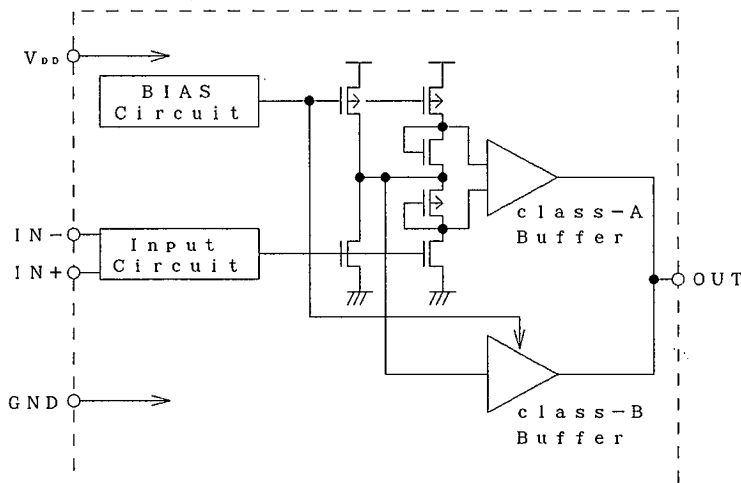 VDD
BIAS
Circuit
IN-
IN+
Input
Circuit
class-A
Buffer
OUT
GND
class-B
Buffer